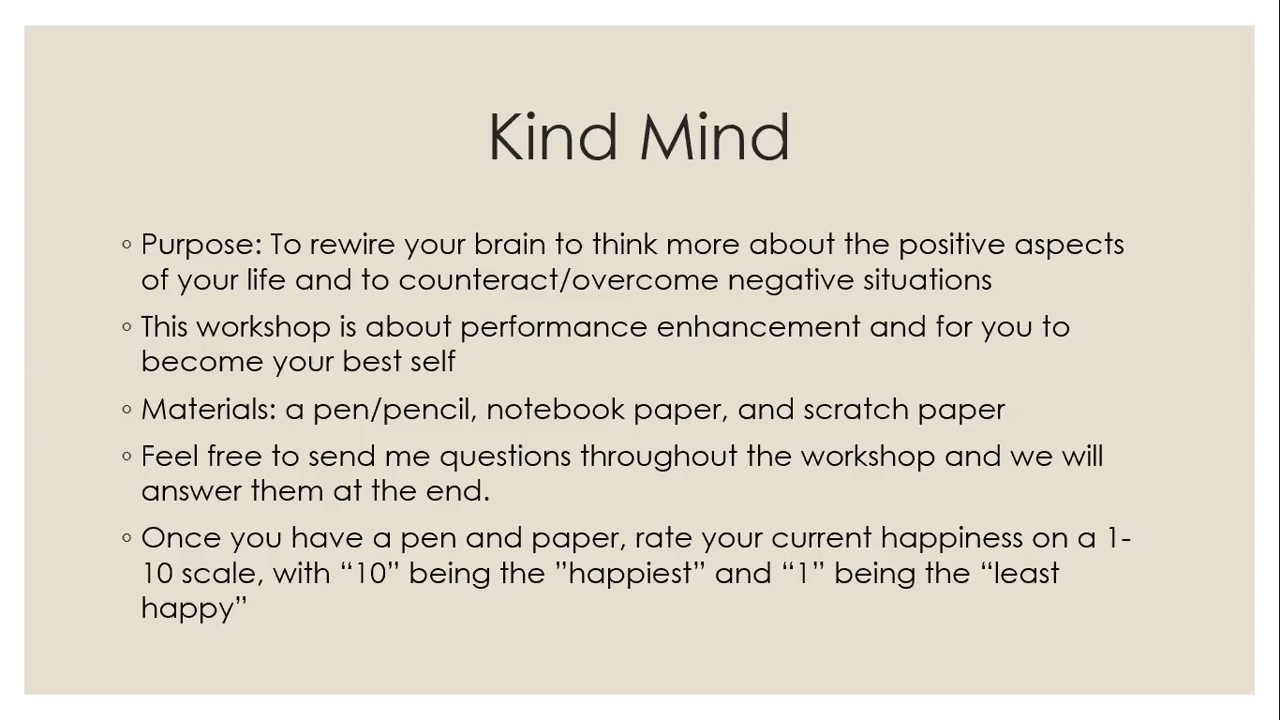 Kind Mind
◦ Purpose: To rewire your brain to think more about the positive aspects
of your life and to counteract/overcome negative situations
◦ This workshop is about performance enhancement and for you to
become your best self
◦ Materials: a pen/pencil, notebook paper, and scratch paper
◦ Feel free to send me questions throughout the workshop and we will
answer them at the end.
◦ Once you have a pen and paper, rate your current happiness on a 1-
10 scale, with “10” being the ”happiest” and “1” being the “least
happy”